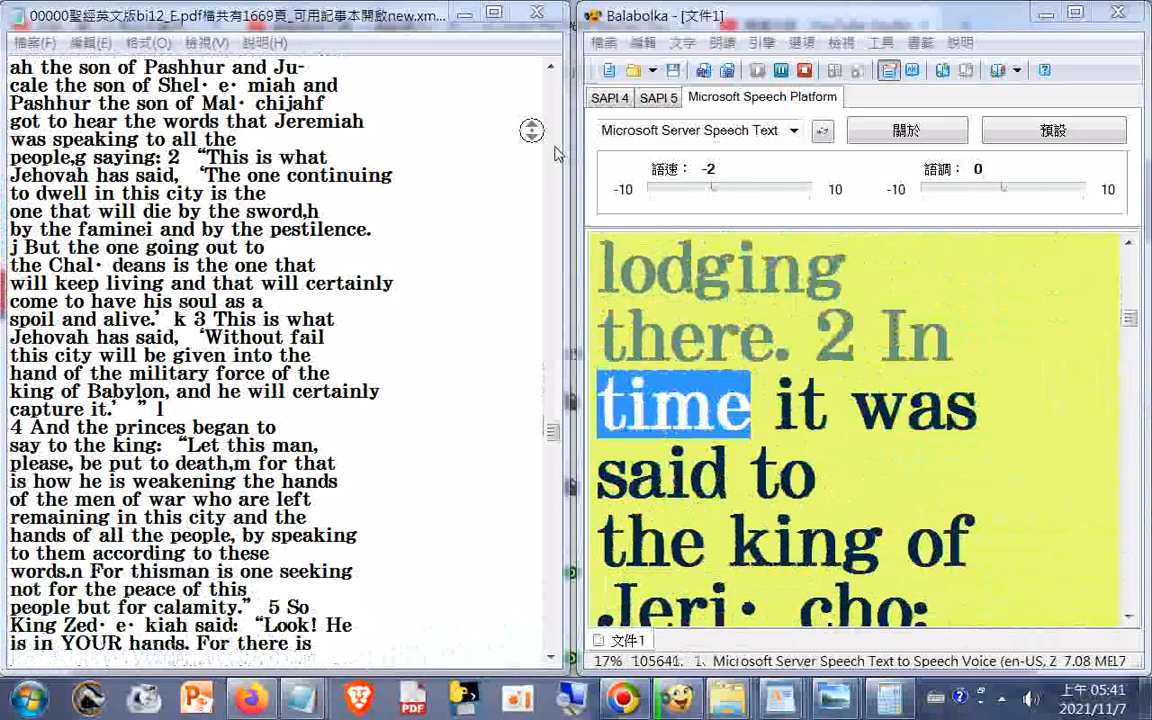 00000聖經英文版bi12_E.pdf檔共有1669頁_可用記事本開啟new.xm...
檔案(F) 編輯(E) 格式(O) 檢視(V) 說明(H)
ah the son of Pashhur and Ju-
cale the son of Shel· e· miah and
Pashhur the son of Mal· chijahf
got to hear the words that Jeremiah
was speaking to all the
people,g saying: 2 “This is what
Jehovah has said, ‘The one continuing
to dwell in this city is the
one that will die by the sword,h
by the faminei and by the pestilence.
j But the one going out to
the Chal· deans is the one that
will keep living and that will certainly
come to have his soul as a
spoil and alive.’ k 3 This is what
Jehovah has said, ‘Without fail
this city will be given into the
hand of the military force of the
king of Babylon, and he will certainly
capture it.’ ”l
4 And the princes began to
say to the king: “Let this man,
please, be put to death,m for that
is how he is weakening the hands
of the men of war who are left
remaining in this city and the
hands of all the people, by speaking
to them according to these
words.n For thisman is one seeking
not for the peace of this
people but for calamity.” 5 So
King Zed· e· kiah said: “Look! He
is in YOUR hands. For there is
Balabolka - [文件1]
檔案 編輯 文字 朗讀 引擎 選項 檢視 工具 書籤 說明
SAPI 4 SAPI 5 Microsoft Speech Platform
Microsoft Server Speech Text 關於 預設
語速： -2 語調： 0
-10 10 -10 10
lodging
there. 2 In
time it was
said to
the king of
Jeri· cho:
文件1
17% 105641. 1、 Microsoft Server Speech Text to Speech Voice (en-US, Z 7.08 ME17
上午 05:41
2021/11/7